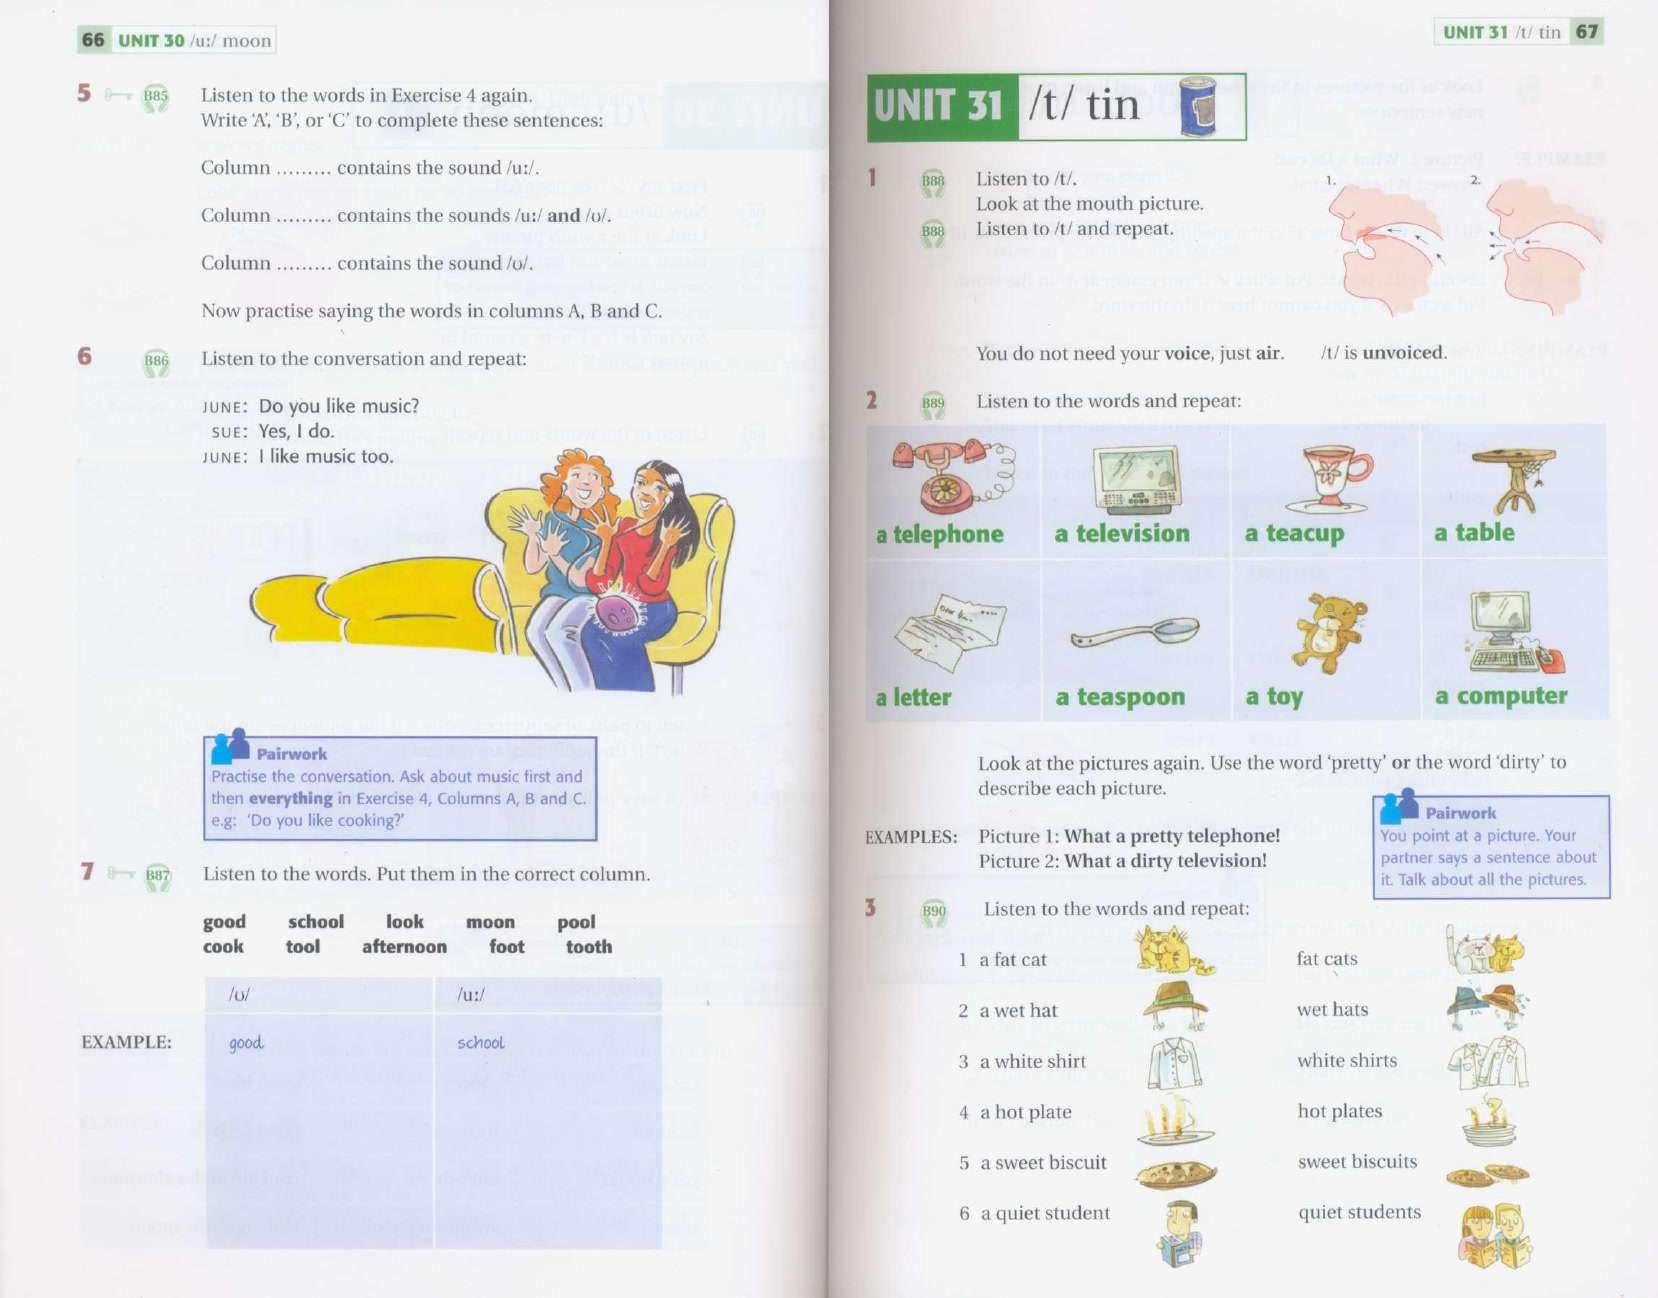 66 UNIT 30 /u:/ moon
5 B85 Listen to the words in Exercise 4 again.
Write ‘A’, ‘B’, or ‘C’ to complete these sentences:
Column ......... contains the sound /u:/.
Column ......... contains the sounds /u:/ and /ʊ/.
Column ......... contains the sound /ʊ/.
Now practise saying the words in columns A, B and C.
6 B86 Listen to the conversation and repeat:
JUNE: Do you like music?
SUE: Yes, I do.
JUNE: I like music too.
Pairwork
Practise the conversation. Ask about music first and
then everything in Exercise 4, Columns A, B and C.
e.g: ‘Do you like cooking?’
7 B87 Listen to the words. Put them in the correct column.
good school look moon pool
cook tool afternoon foot tooth
/ʊ/ /u:/
EXAMPLE: good school
UNIT 31 /t/ tin 67
UNIT 31 /t/ tin
1 B88 Listen to /t/.
Look at the mouth picture.
B88 Listen to /t/ and repeat.
1. 2.
You do not need your voice, just air. /t/ is unvoiced.
2 B89 Listen to the words and repeat:
a telephone a television a teacup a table
a letter a teaspoon a toy a computer
Look at the pictures again. Use the word ‘pretty’ or the word ‘dirty’ to
describe each picture.
EXAMPLES: Picture 1: What a pretty telephone!
Picture 2: What a dirty television!
Pairwork
You point at a picture. Your
partner says a sentence about
it. Talk about all the pictures.
3 B90 Listen to the words and repeat:
1 a fat cat fat cats
2 a wet hat wet hats
3 a white shirt white shirts
4 a hot plate hot plates
5 a sweet biscuit sweet biscuits
6 a quiet student quiet students